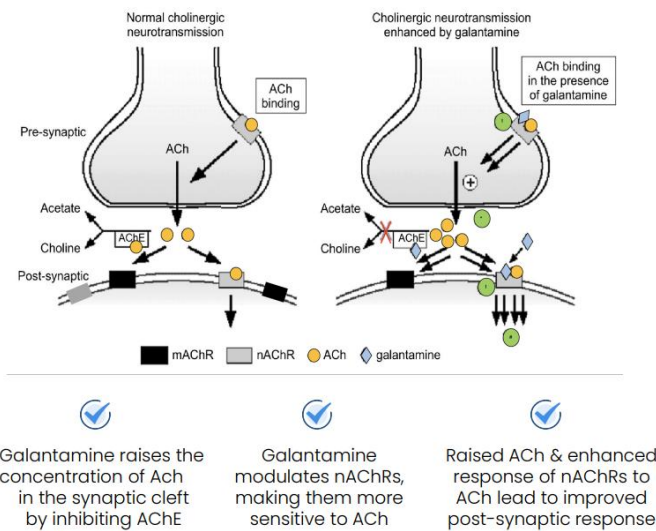 Normal cholinergic
neurotransmission
Cholinergic neurotransmission
enhanced by galantamine
ACh
binding
ACh binding
in the presence
of galantamine
Pre-synaptic
ACh
ACh
+
Acetate
AChE
Choline
Acetate
AChE
Choline
Post-synaptic
mAChR
nAChR
ACh
galantamine
Galantamine raises the
concentration of Ach
in the synaptic cleft
by inhibiting AChE
Galantamine
modulates nAChRs,
making them more
sensitive to ACh
Raised ACh & enhanced
response of nAChRs to
ACh lead to improved
post-synaptic response